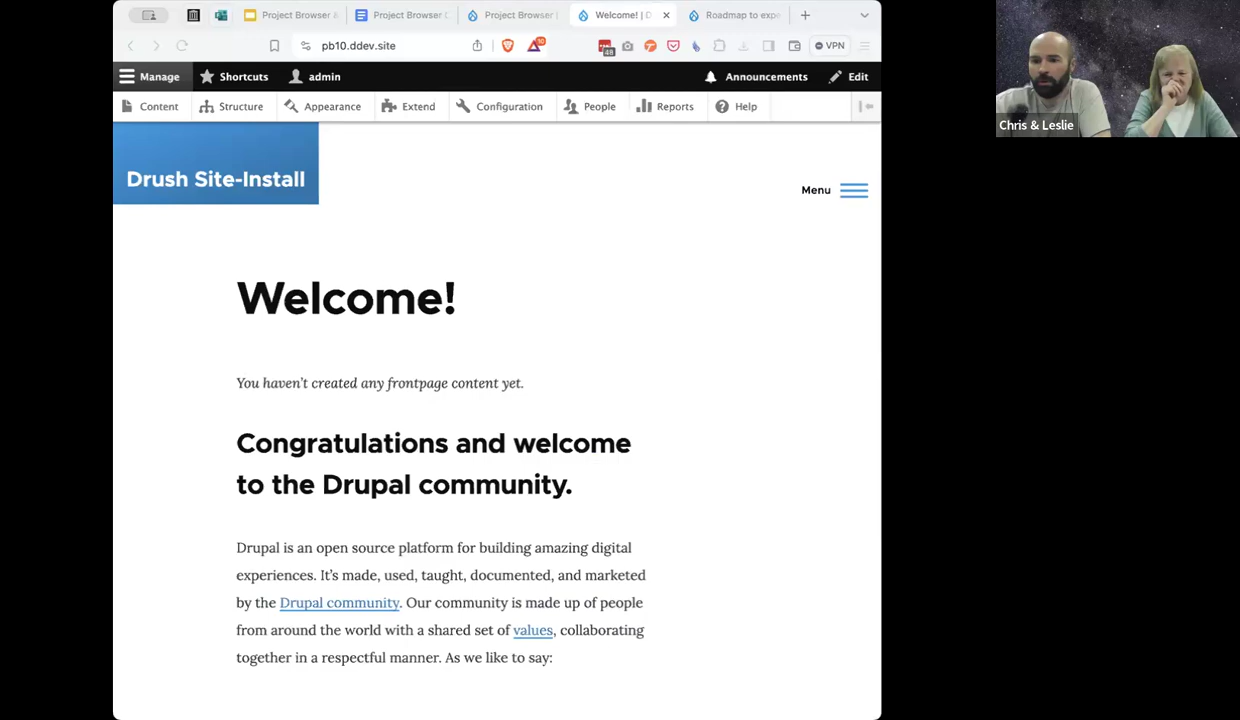 Project Browser &
Project Browser D
Project Browser |
Welcome! | D
Roadmap to expe
pb10.ddev.site
10
48
VPN
Manage
Shortcuts
admin
Announcements
Edit
Content
Structure
Appearance
Extend
Configuration
People
Reports
Help
Drush Site-Install
Menu
Welcome!
You haven't created any frontpage content yet.
Congratulations and welcome
to the Drupal community.
Drupal is an open source platform for building amazing digital
experiences. It's made, used, taught, documented, and marketed
by the Drupal community. Our community is made up of people
from around the world with a shared set of values, collaborating
together in a respectful manner. As we like to say:
Chris & Leslie